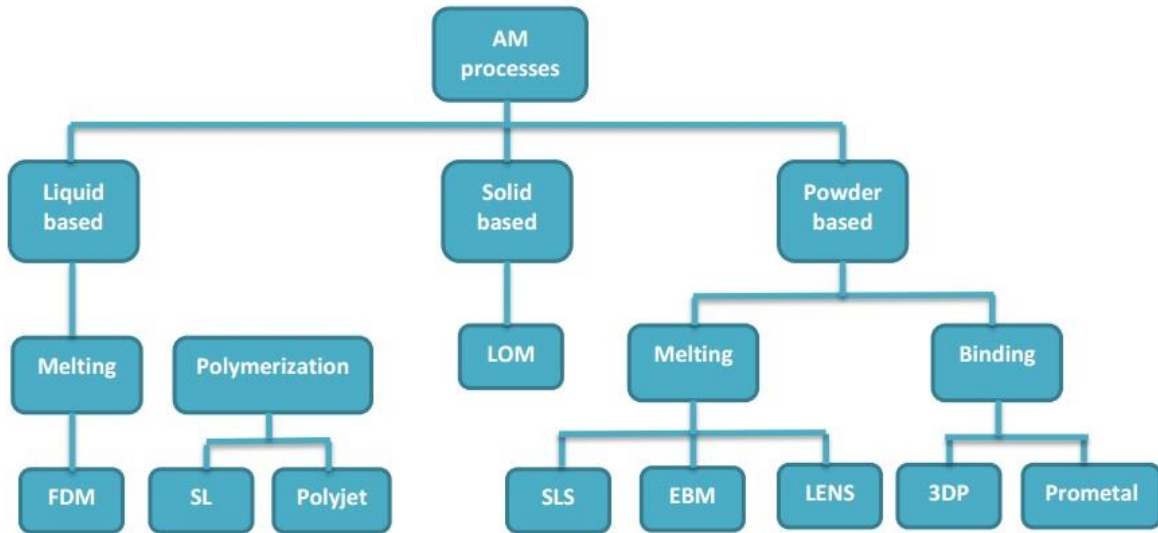 AM
processes
Liquid
based
Solid
based
Powder
based
Melting
Polymerization
LOM
Melting
Binding
FDM
SL
Polyjet
SLS
EBM
LENS
3DP
Prometal